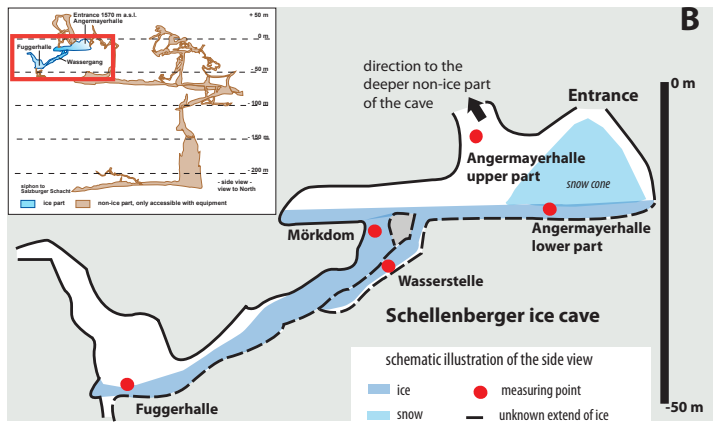 B
Entrance 1570 m a.s.l.
Angermayerhalle
Fuggerhalle
Wassergang
+ 50 m
0 m
- 50 m
- 100 m
- 150 m
- 200 m
siphon to
Salzburger Schacht
- side view -
view to North
ice part
non-ice part, only accessible with equipment
direction to the
deeper non-ice part
of the cave
Entrance
0 m
Angermayerhalle
upper part
snow cone
Mörkdom
Angermayerhalle
lower part
Wasserstelle
Schellenberger ice cave
Fuggerhalle
schematic illustration of the side view
ice
measuring point
snow
unknown extend of ice
-50 m